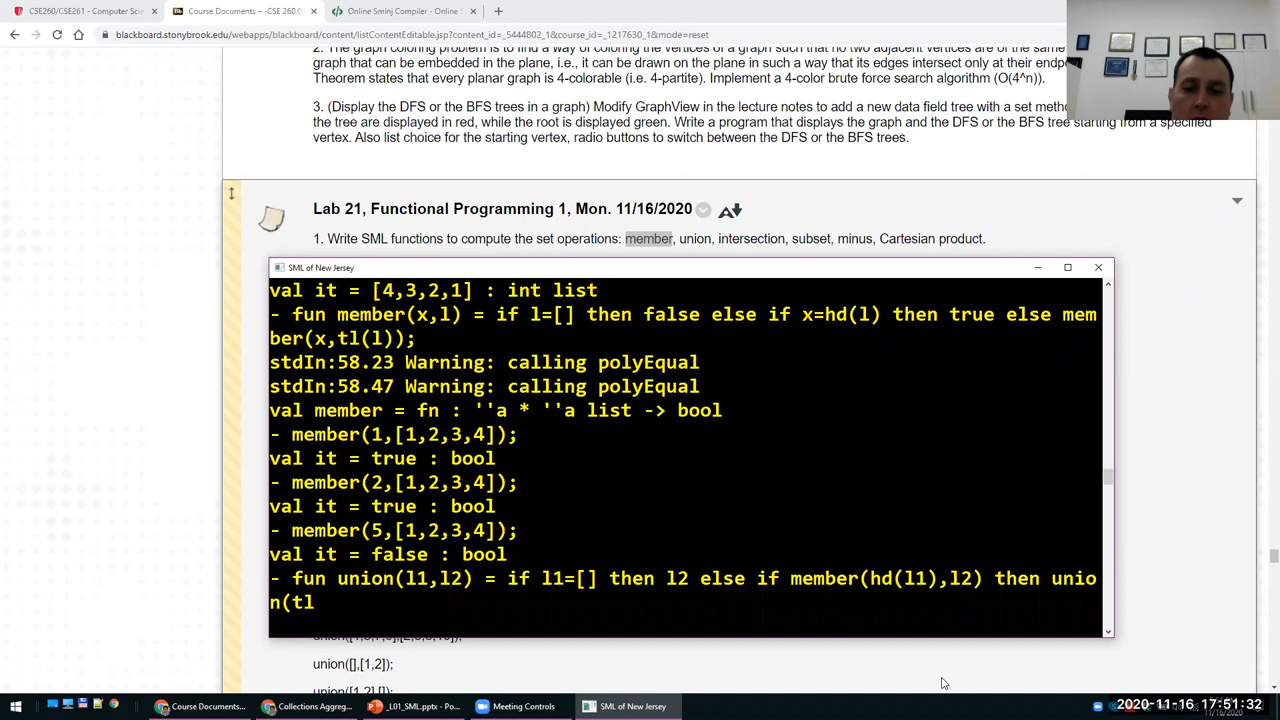 CSE260/CSE261 - Computer Scie
Course Documents – -CSE 260.0
Online Smlnj Compiler - Online S
blackboard.stonybrook.edu/webapps/blackboard/content/listContentEditable.jsp?content_id=_5444802_1&course_id=_1217630_1&mode=reset
2. The graph coloring problem is to find a way of coloring the vertices of a graph such that no two adjacent vertices are of the same
graph that can be embedded in the plane, i.e., it can be drawn on the plane in such a way that its edges intersect only at their endp
Theorem states that every planar graph is 4-colorable (i.e. 4-partite). Implement a 4-color brute force search algorithm (O(4^n)).
3. (Display the DFS or the BFS trees in a graph) Modify GraphView in the lecture notes to add a new data field tree with a set meth
the tree are displayed in red, while the root is displayed green. Write a program that displays the graph and the DFS or the BFS tree starting from a specified
vertex. Also list choice for the starting vertex, radio buttons to switch between the DFS or the BFS trees.
Lab 21, Functional Programming 1, Mon. 11/16/2020
1. Write SML functions to compute the set operations: member, union, intersection, subset, minus, Cartesian product.
SML of New Jersey
val it = [4,3,2,1] : int list
- fun member(x,l) = if l=[] then false else if x=hd(l) then true else mem
ber(x,tl(l));
stdIn:58.23 Warning: calling polyEqual
stdIn:58.47 Warning: calling polyEqual
val member = fn : ''a * ''a list -> bool
- member(1,[1,2,3,4]);
val it = true : bool
- member(2,[1,2,3,4]);
val it = true : bool
- member(5,[1,2,3,4]);
val it = false : bool
- fun union(l1,l2) = if l1=[] then l2 else if member(hd(l1),l2) then unio
n(tl
union([],[1,2]);
union([1,2],[]);
Course Documents...
Collections Aggreg...
_L01_SML.pptx - Po...
Meeting Controls
SML of New Jersey
2020-11-16 17:51:32